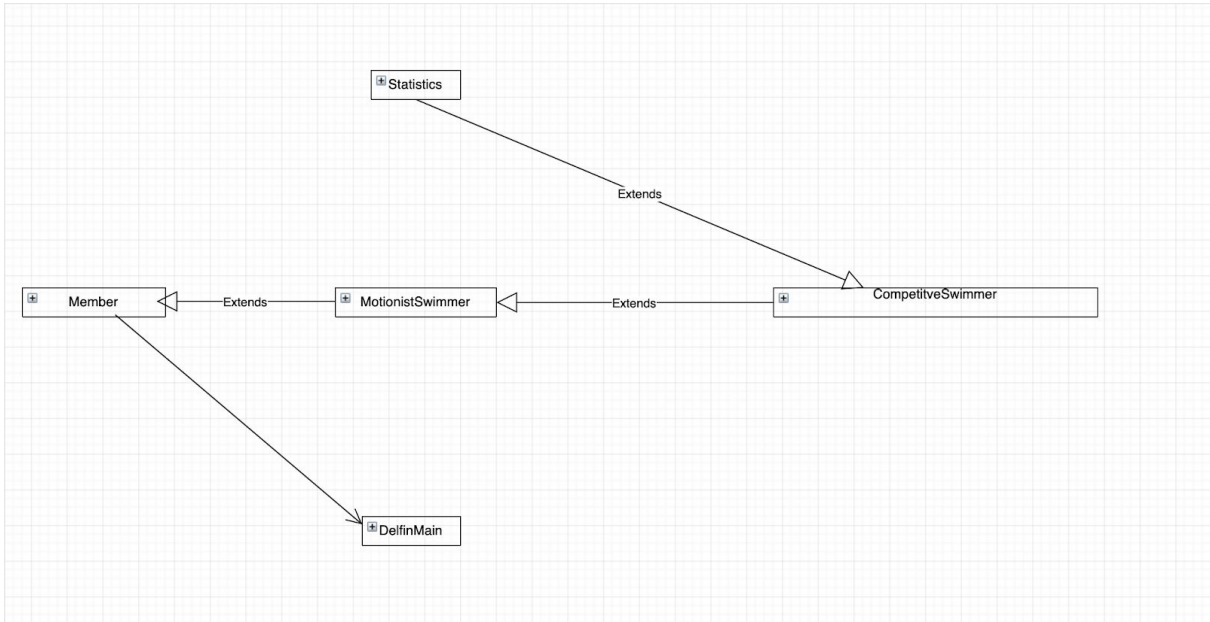 Statistics
Extends
Member
Extends
MotionistSwimmer
Extends
CompetitveSwimmer
DelfinMain